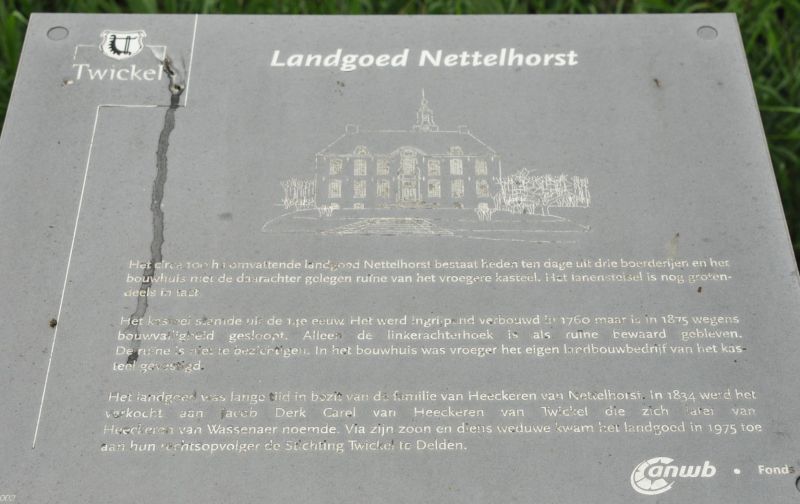 Twickel
Landgoed Nettelhorst
Het circa 100 ha omvattende landgoed Nettelhorst bestaat heden ten dage uit drie boerderijen en het
bouwhuis met de daarachter gelegen ruïne van het vroegere kasteel. Het lanenstelsel is nog groten-
deels in tact
Het kasteel stamde uit de 14e eeuw. Het werd ingrijpend verbouwd in 1760 maar is in 1875 wegens
bouwvalligheid gesloopt. Alleen de linkerachterhoek is als ruïne bewaard gebleven.
De ruïne is niet te bezichtigen. In het bouwhuis was vroeger het eigen landbouwbedrijf van het kas-
teel gevestigd.
Het landgoed was lange tijd in bezit van de familie van Heeckeren van Nettelhorst. In 1834 werd het
verkocht aan Jacob Derk Carel van Heeckeren van Twickel die zich later van
Heeckeren van Wassenaer noemde. Via zijn zoon en diens weduwe kwam het landgoed in 1975 toe
aan hun rechtsopvolger de Stichting Twickel te Delden.
anwb • Fonds
002